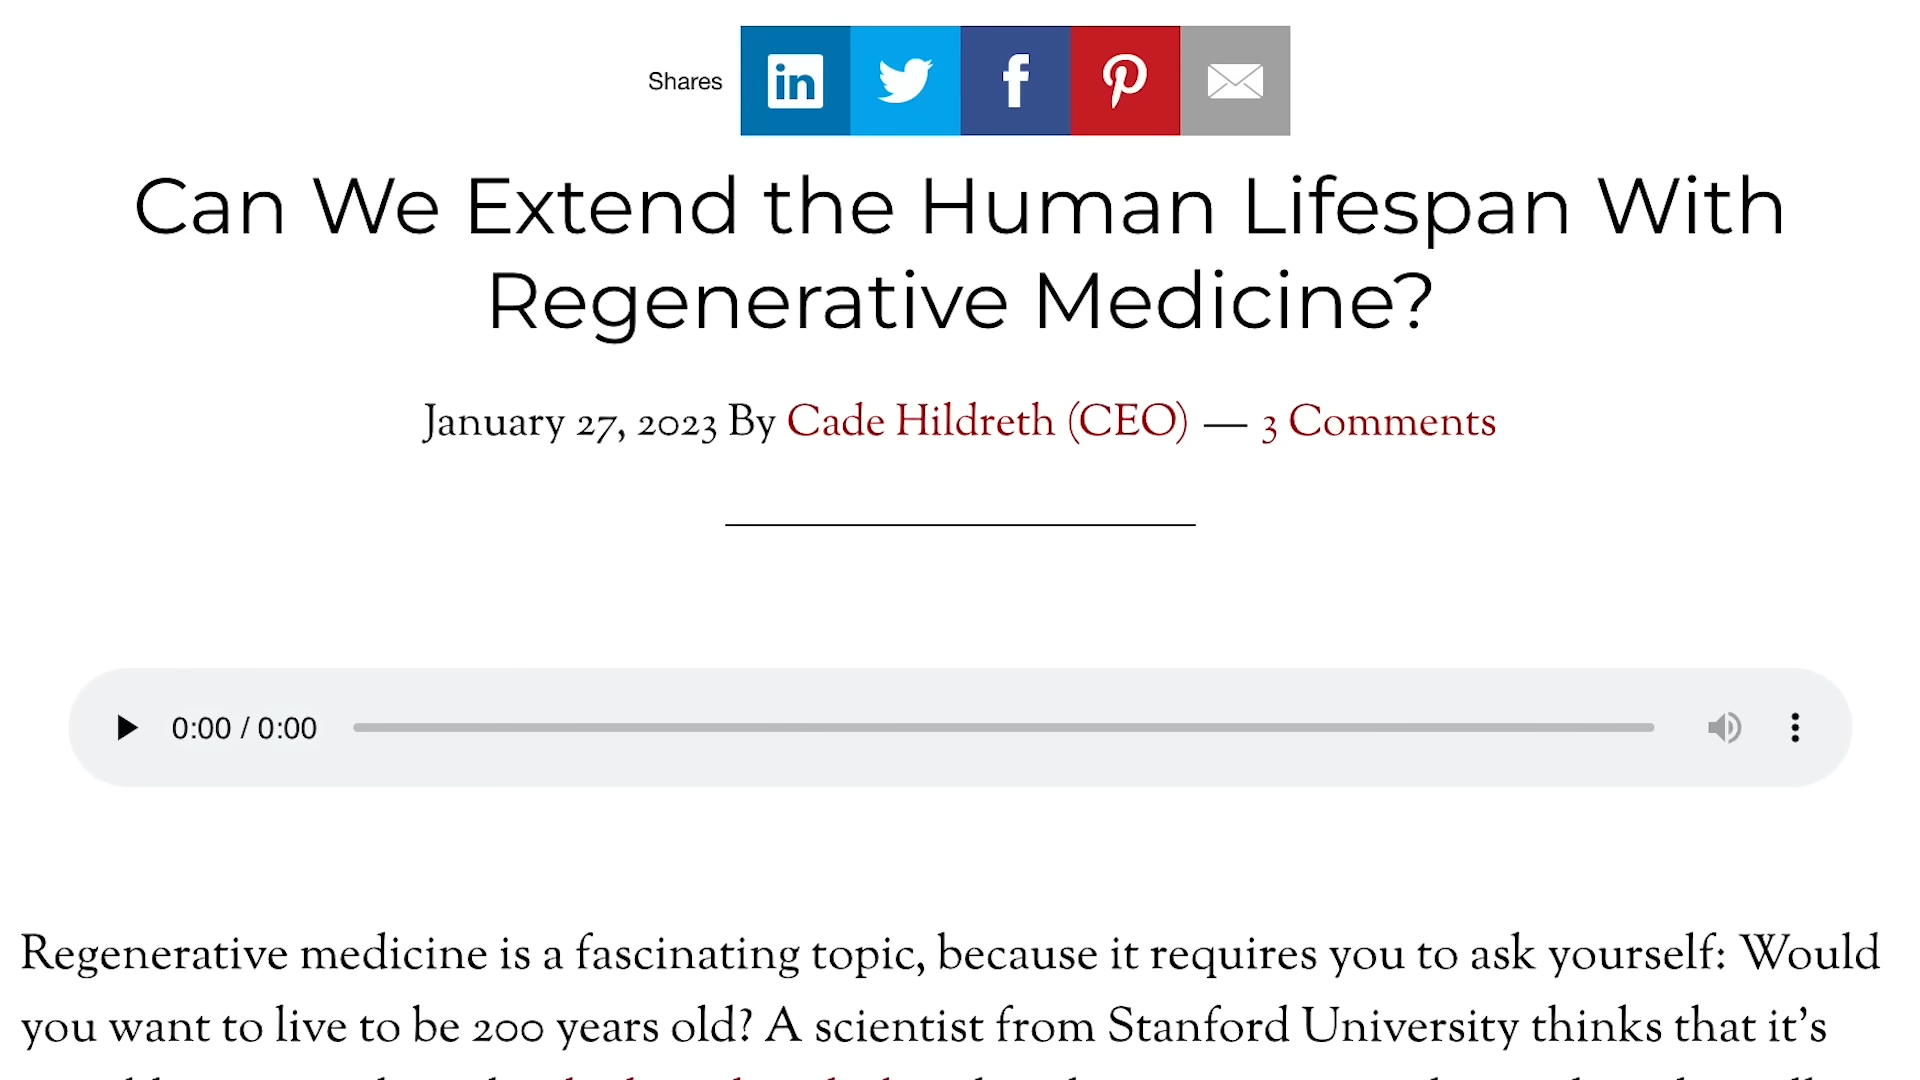 Shares
in
f
Can We Extend the Human Lifespan With
Regenerative Medicine?
January 27, 2023 By Cade Hildreth (CEO) — 3 Comments
0:00 / 0:00
Regenerative medicine is a fascinating topic, because it requires you to ask yourself: Would
you want to live to be 200 years old? A scientist from Stanford University thinks that it’s